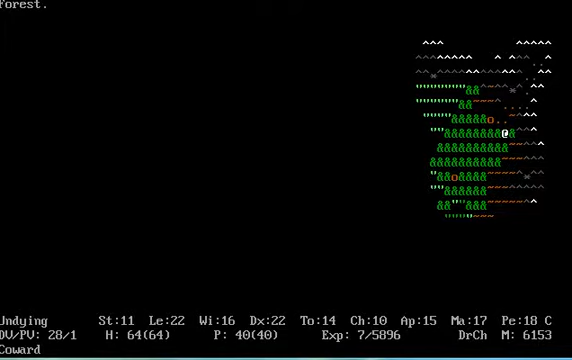 Forest.
Undying St:11 Le:22 Wi:16 Dx:22 To:14 Ch:10 Ap:15 Ma:17 Pe:18 C
DV/PV: 28/1 H: 64(64) P: 40(40) Exp: 7/5896 DrCh M: 6153
Coward